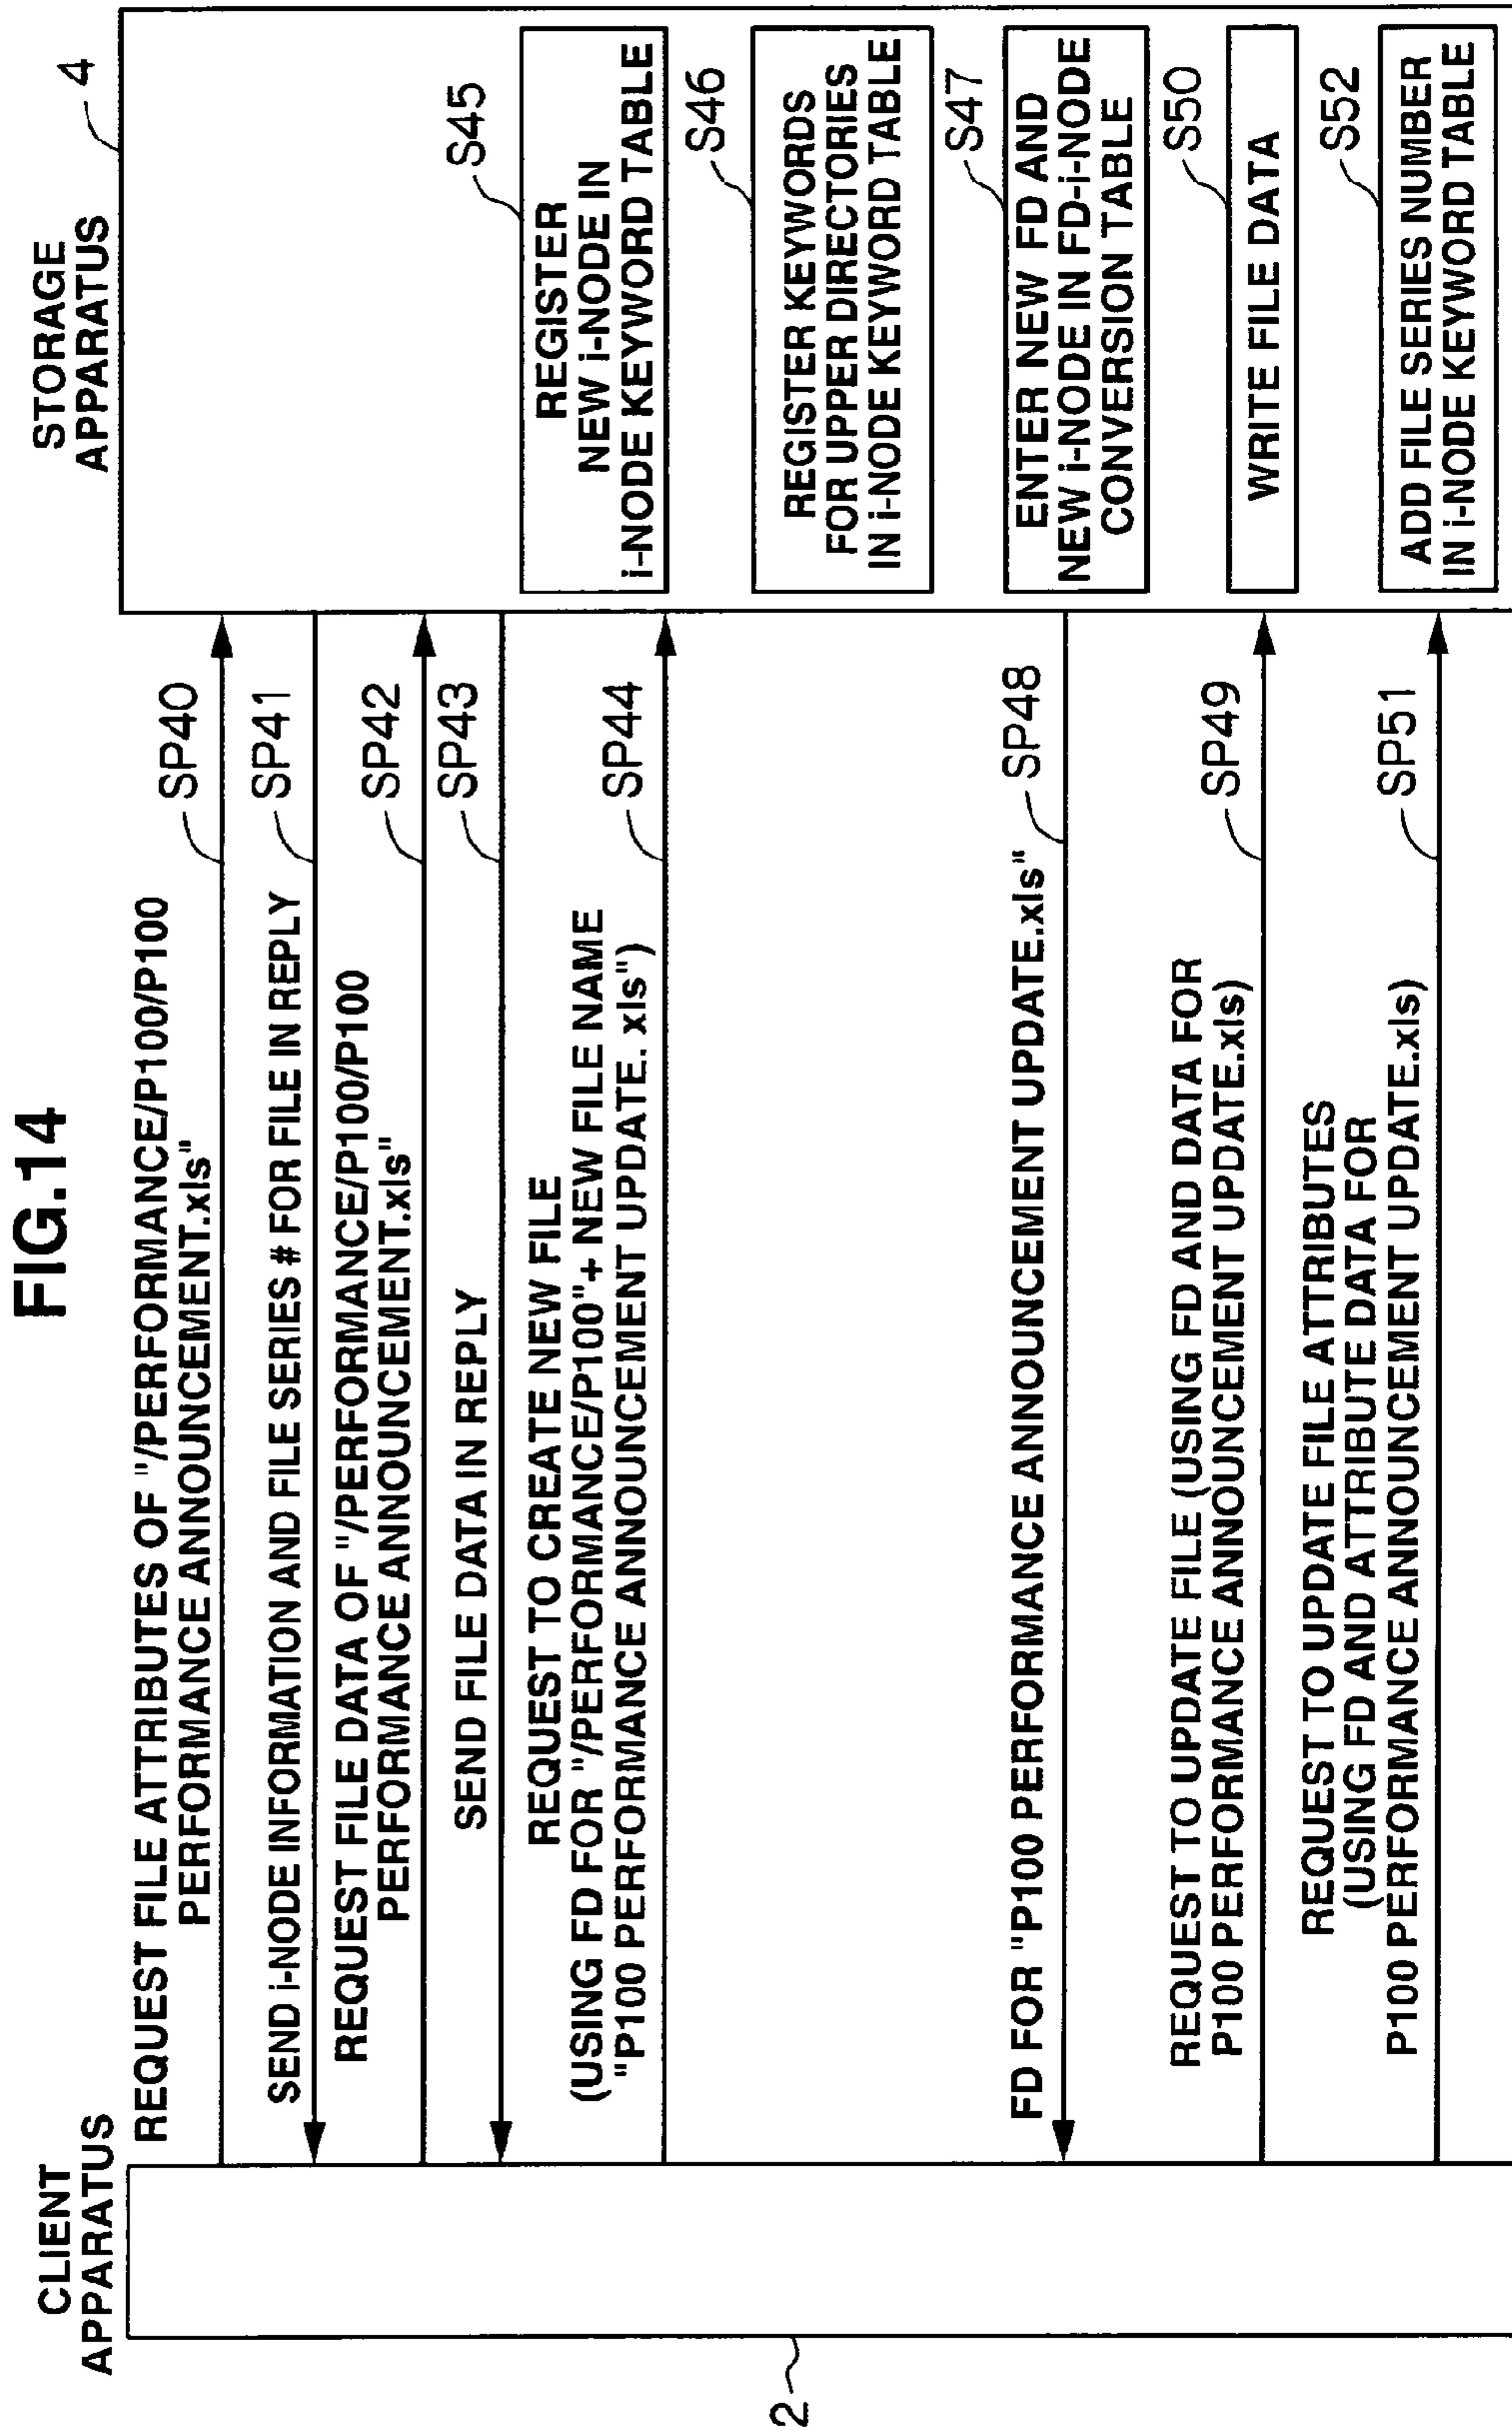 FIG.14
CLIENT
APPARATUS
STORAGE
APPARATUS
4
2
REQUEST FILE ATTRIBUTES OF "/PERFORMANCE/P100/P100
PERFORMANCE ANNOUNCEMENT.xls"
SP40
SEND i-NODE INFORMATION AND FILE SERIES # FOR FILE IN REPLY
SP41
REQUEST FILE DATA OF "/PERFORMANCE/P100/P100
PERFORMANCE ANNOUNCEMENT.xls"
SP42
SEND FILE DATA IN REPLY
SP43
REQUEST TO CREATE NEW FILE
(USING FD FOR "/PERFORMANCE/P100"+ NEW FILE NAME
"P100 PERFORMANCE ANNOUNCEMENT UPDATE. xls")
SP44
S45
REGISTER
NEW i-NODE IN
i-NODE KEYWORD TABLE
S46
REGISTER KEYWORDS
FOR UPPER DIRECTORIES
IN i-NODE KEYWORD TABLE
S47
ENTER NEW FD AND
NEW i-NODE IN FD-i-NODE
CONVERSION TABLE
FD FOR "P100 PERFORMANCE ANNOUNCEMENT UPDATE.xls"
SP48
REQUEST TO UPDATE FILE (USING FD AND DATA FOR
P100 PERFORMANCE ANNOUNCEMENT UPDATE.xls)
SP49
S50
WRITE FILE DATA
REQUEST TO UPDATE FILE ATTRIBUTES
(USING FD AND ATTRIBUTE DATA FOR
P100 PERFORMANCE ANNOUNCEMENT UPDATE.xls)
SP51
S52
ADD FILE SERIES NUMBER
IN i-NODE KEYWORD TABLE